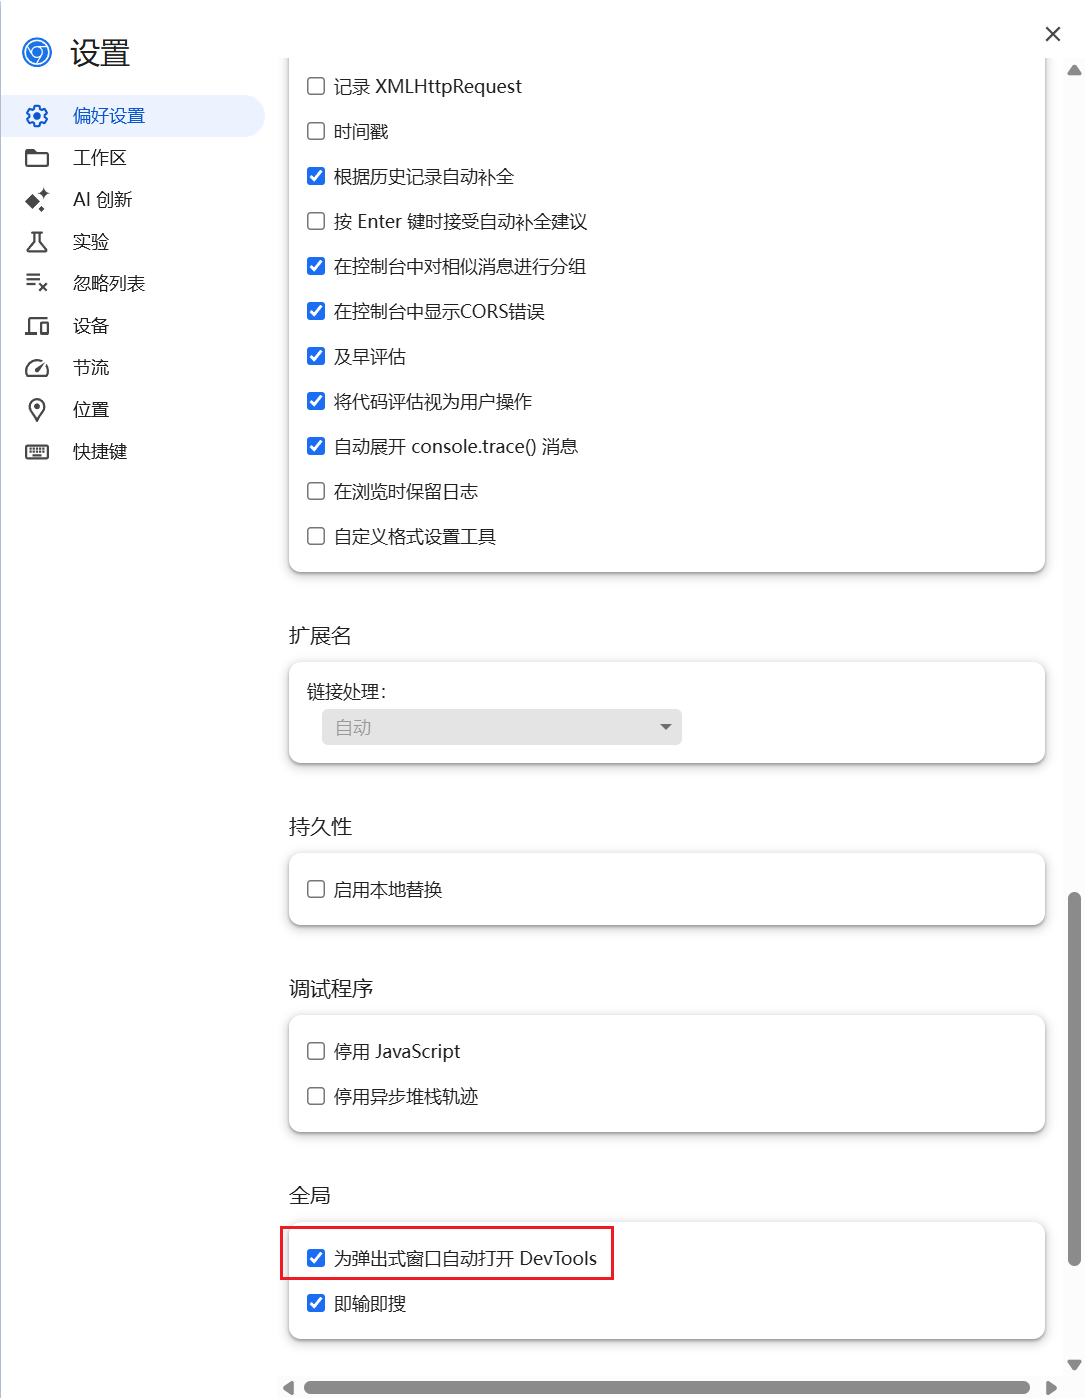 设置
偏好设置
工作区
AI 创新
实验
忽略列表
设备
节流
位置
快捷键
记录 XMLHttpRequest
时间戳
根据历史记录自动补全
按 Enter 键时接受自动补全建议
在控制台中对相似消息进行分组
在控制台中显示CORS错误
及早评估
将代码评估视为用户操作
自动展开 console.trace() 消息
在浏览时保留日志
自定义格式设置工具
扩展名
链接处理：
自动
持久性
启用本地替换
调试程序
停用 JavaScript
停用异步堆栈轨迹
全局
为弹出式窗口自动打开 DevTools
即输即搜